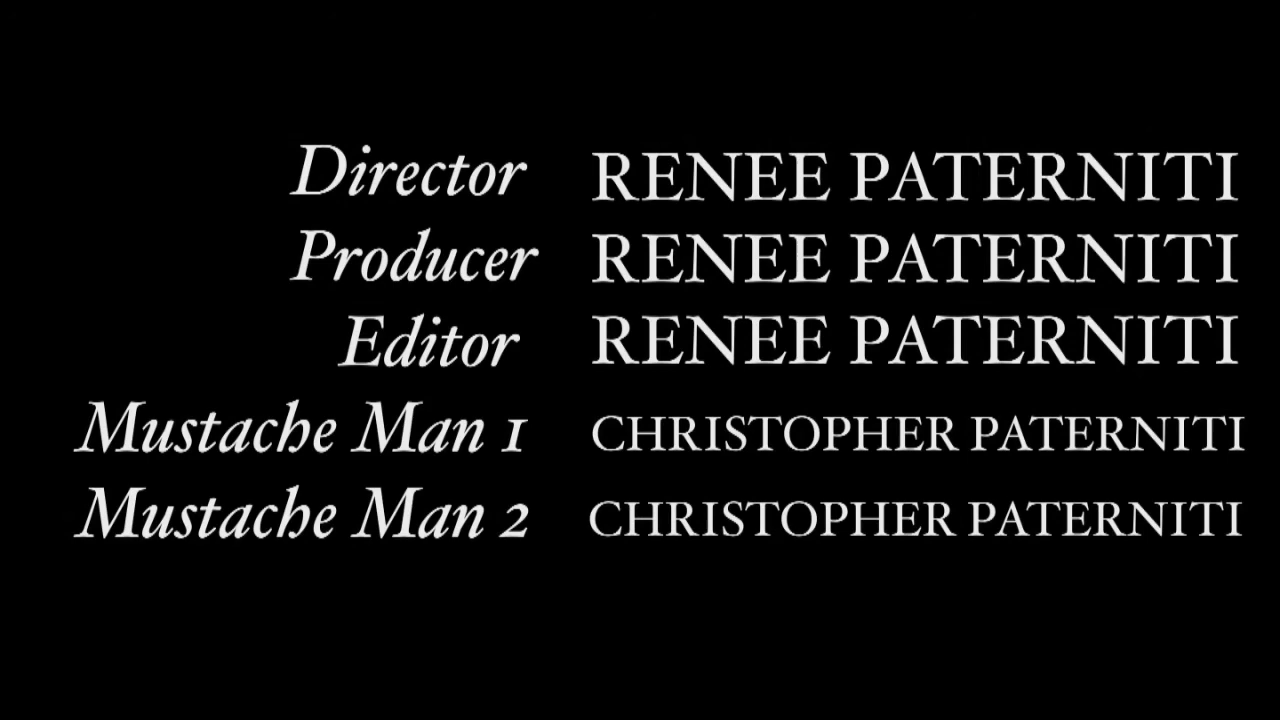 Director RENEE PATERNITI
Producer RENEE PATERNITI
Editor RENEE PATERNITI
Mustache Man 1 CHRISTOPHER PATERNITI
Mustache Man 2 CHRISTOPHER PATERNITI